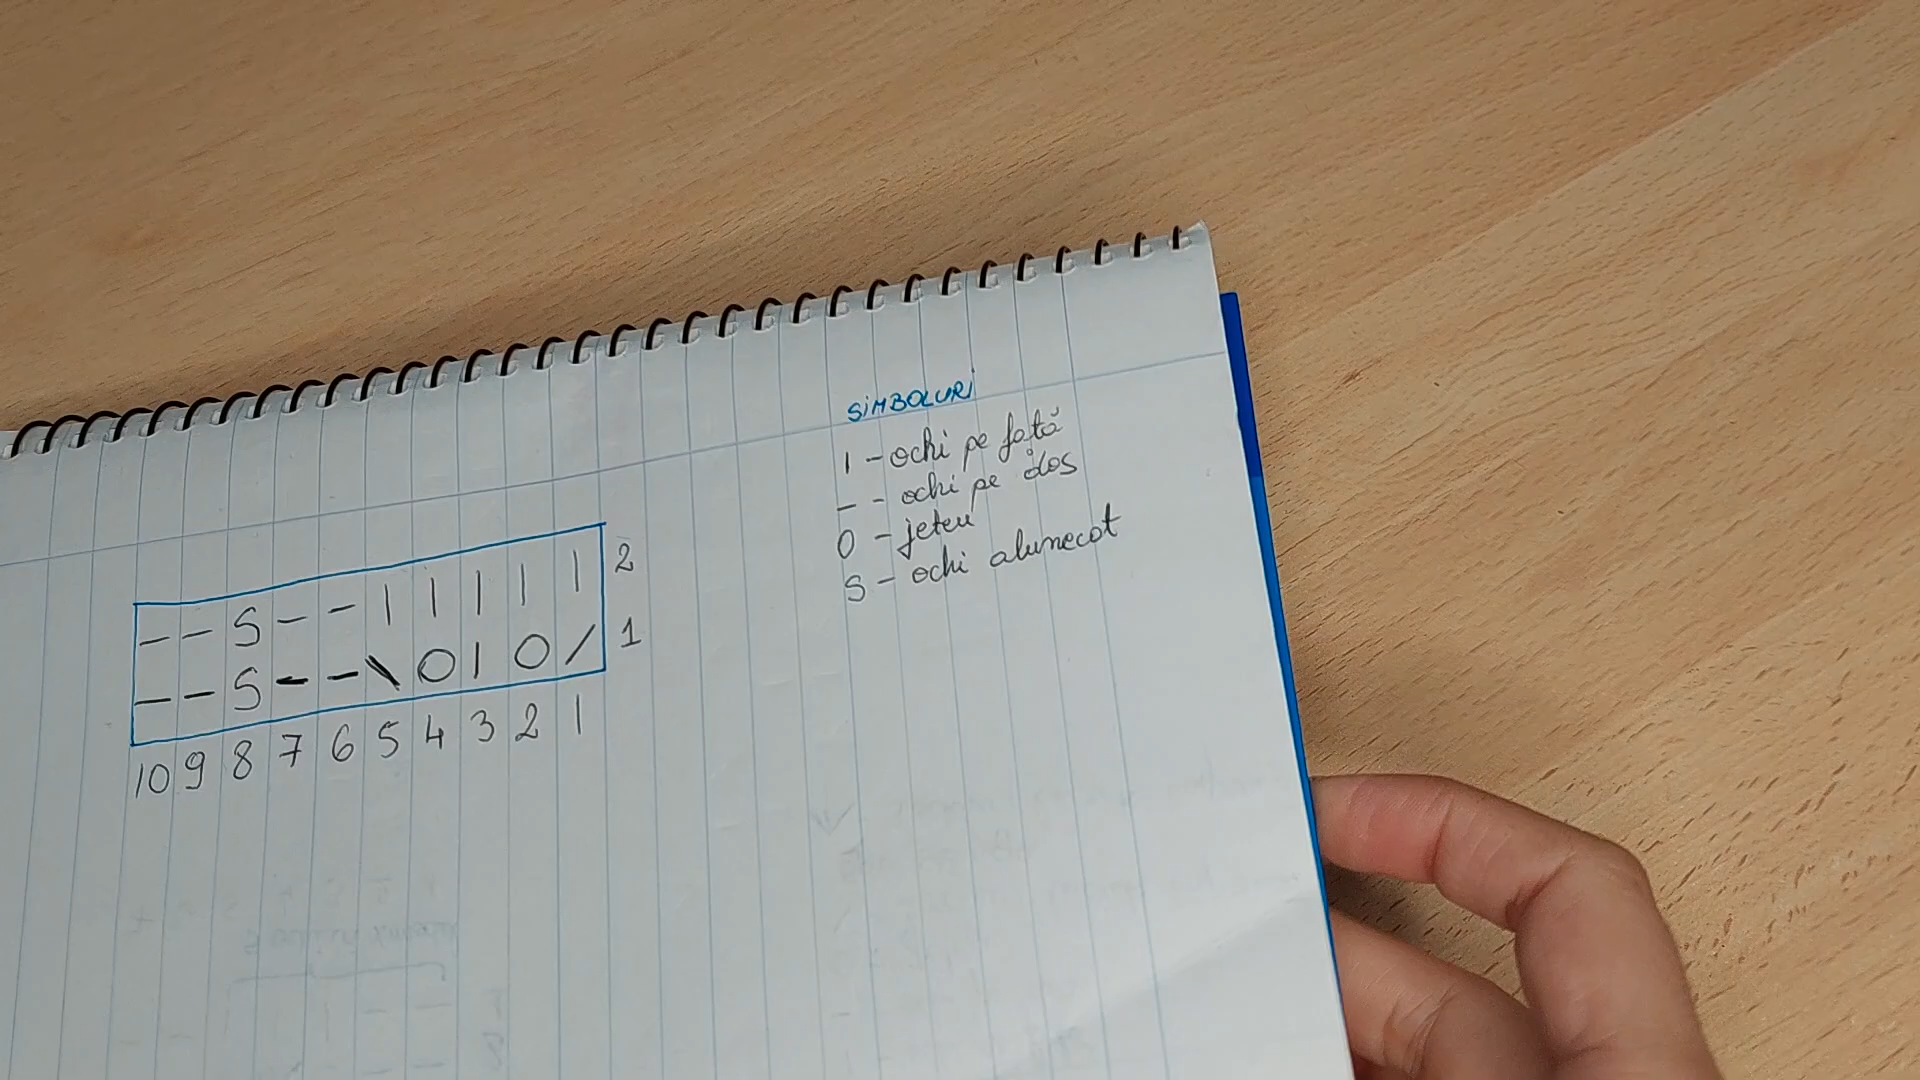 SIMBOLURI
I - ochi pe față
— - ochi pe dos
O - jeteu
S - ochi alunecat
— — S — — | | | | | 2
— — S — — \ O | O / 1
10 9 8 7 6 5 4 3 2 1